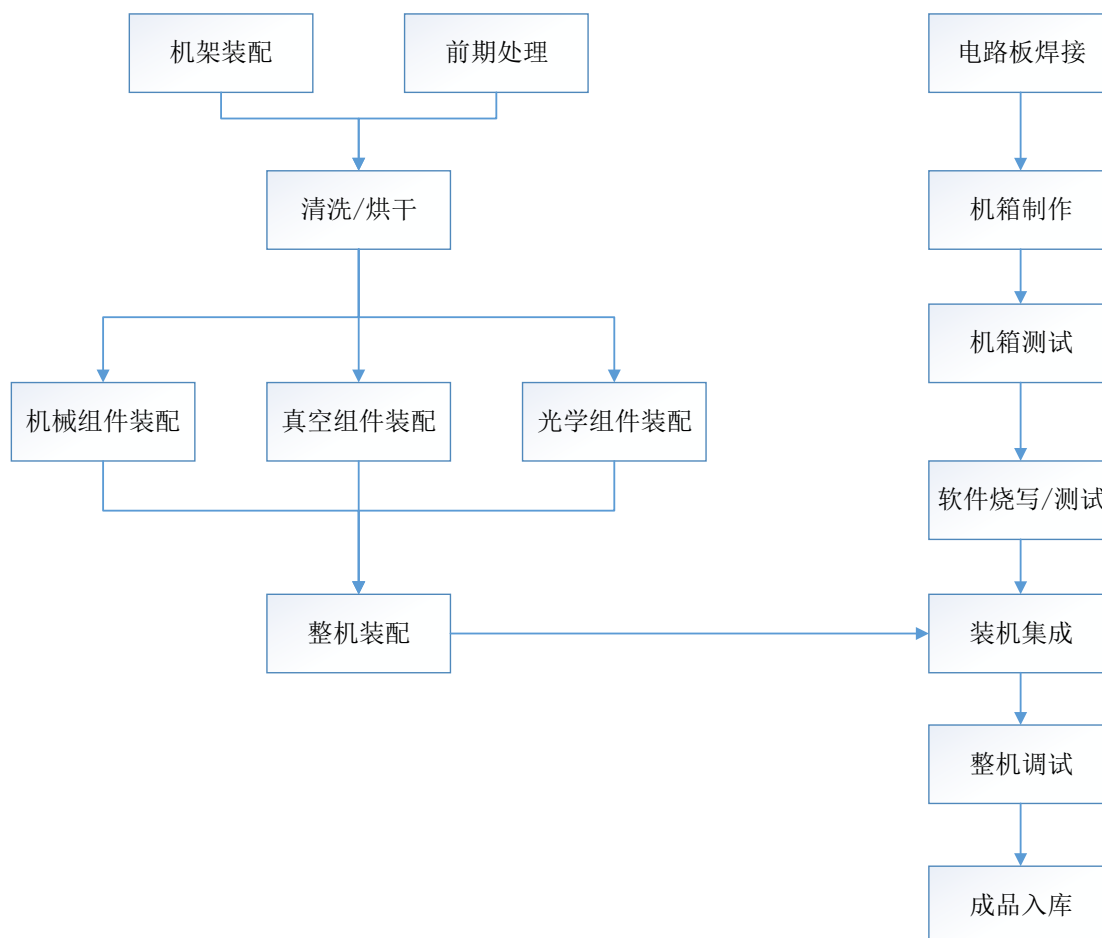 机架装配
前期处理
电路板焊接
清洗/烘干
机箱制作
机箱测试
机械组件装配
真空组件装配
光学组件装配
软件烧写/测试
整机装配
装机集成
整机调试
成品入库